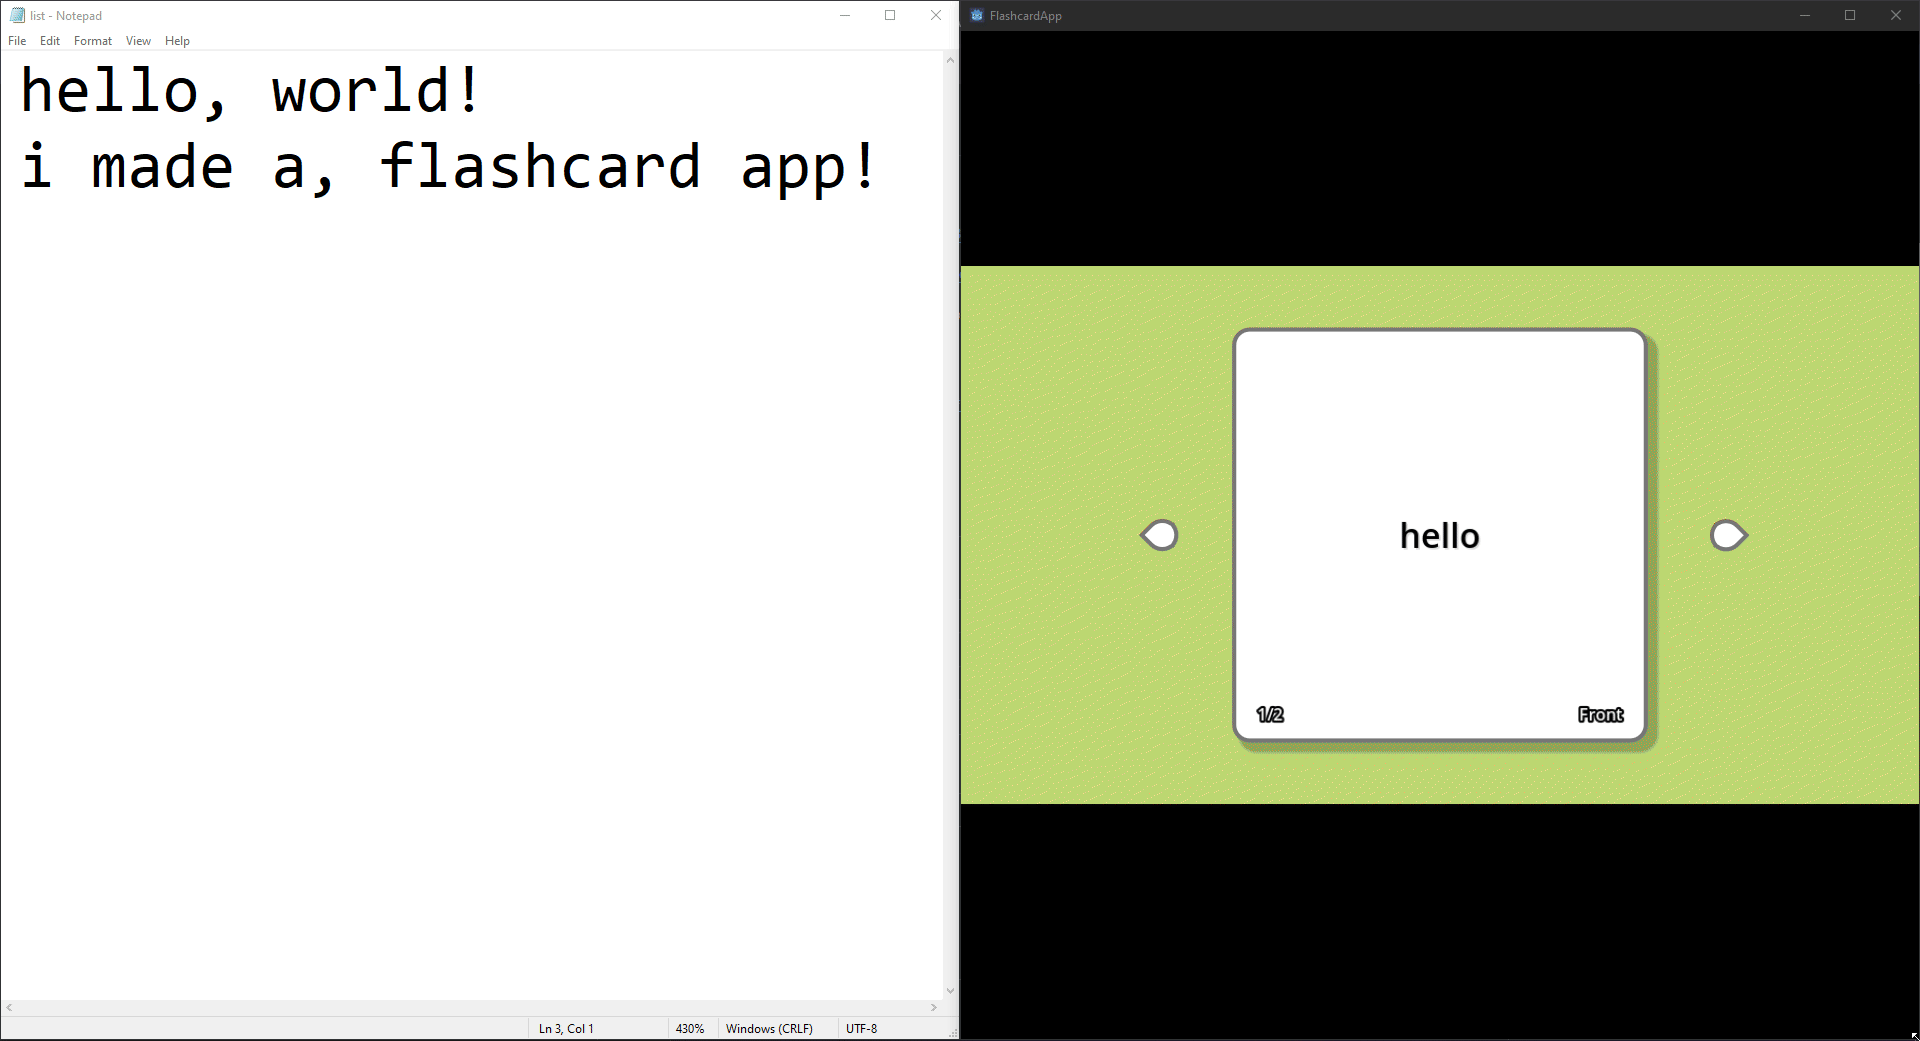 list - Notepad
File Edit Format View Help
hello, world!
i made a, flashcard app!
Ln 3, Col 1 430% Windows (CRLF) UTF-8
FlashcardApp
hello
1/2 Front